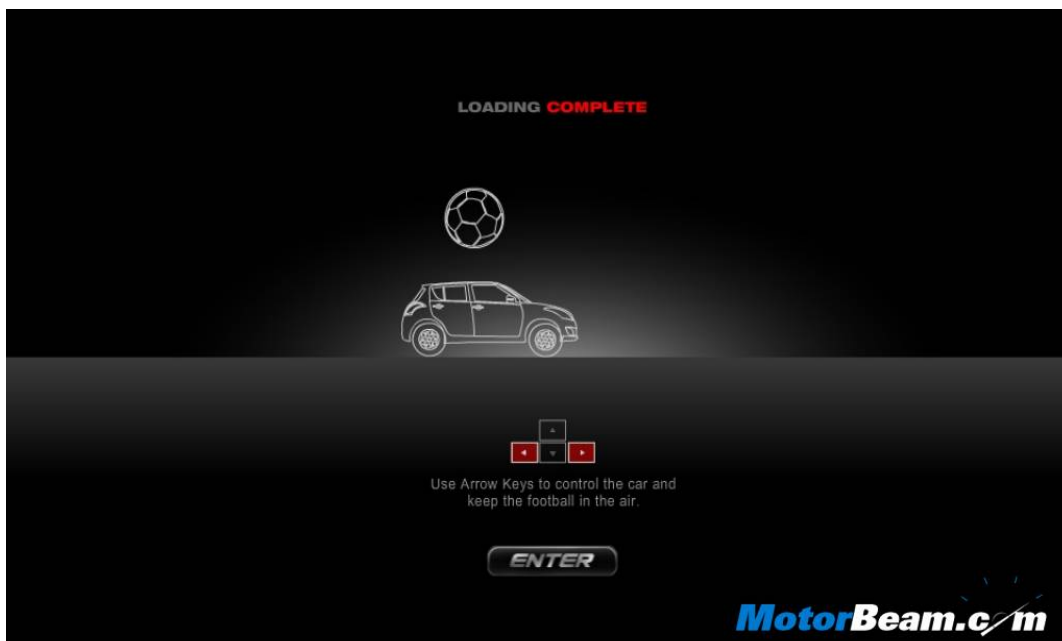 LOADING COMPLETE
Use Arrow Keys to control the car and
keep the football in the air.
ENTER
MotorBeam.com